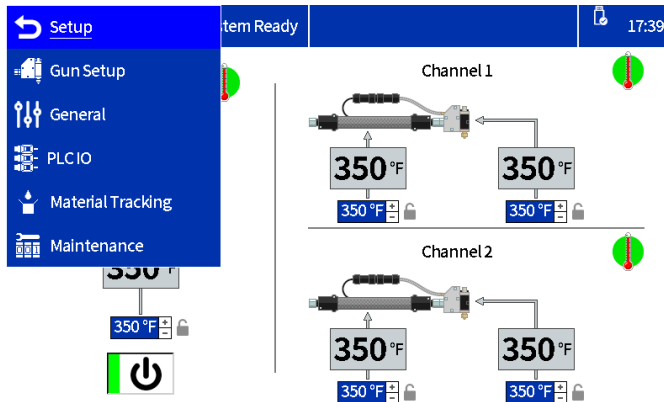 Setup
stem Ready
17:39
Gun Setup
General
PLC IO
Material Tracking
Maintenance
350 °F
350 °F
Channel 1
350 °F
350 °F
350 °F
350 °F
Channel 2
350 °F
350 °F
350 °F
350 °F